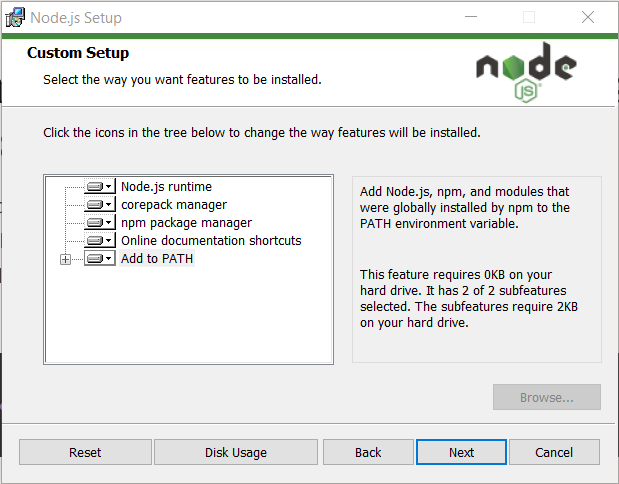 Node.js Setup
Custom Setup
Select the way you want features to be installed.
node
JS
Click the icons in the tree below to change the way features will be installed.
Node.js runtime
corepack manager
npm package manager
Online documentation shortcuts
Add to PATH
Add Node.js, npm, and modules that
were globally installed by npm to the
PATH environment variable.
This feature requires 0KB on your
hard drive. It has 2 of 2 subfeatures
selected. The subfeatures require 2KB
on your hard drive.
Browse...
Reset
Disk Usage
Back
Next
Cancel